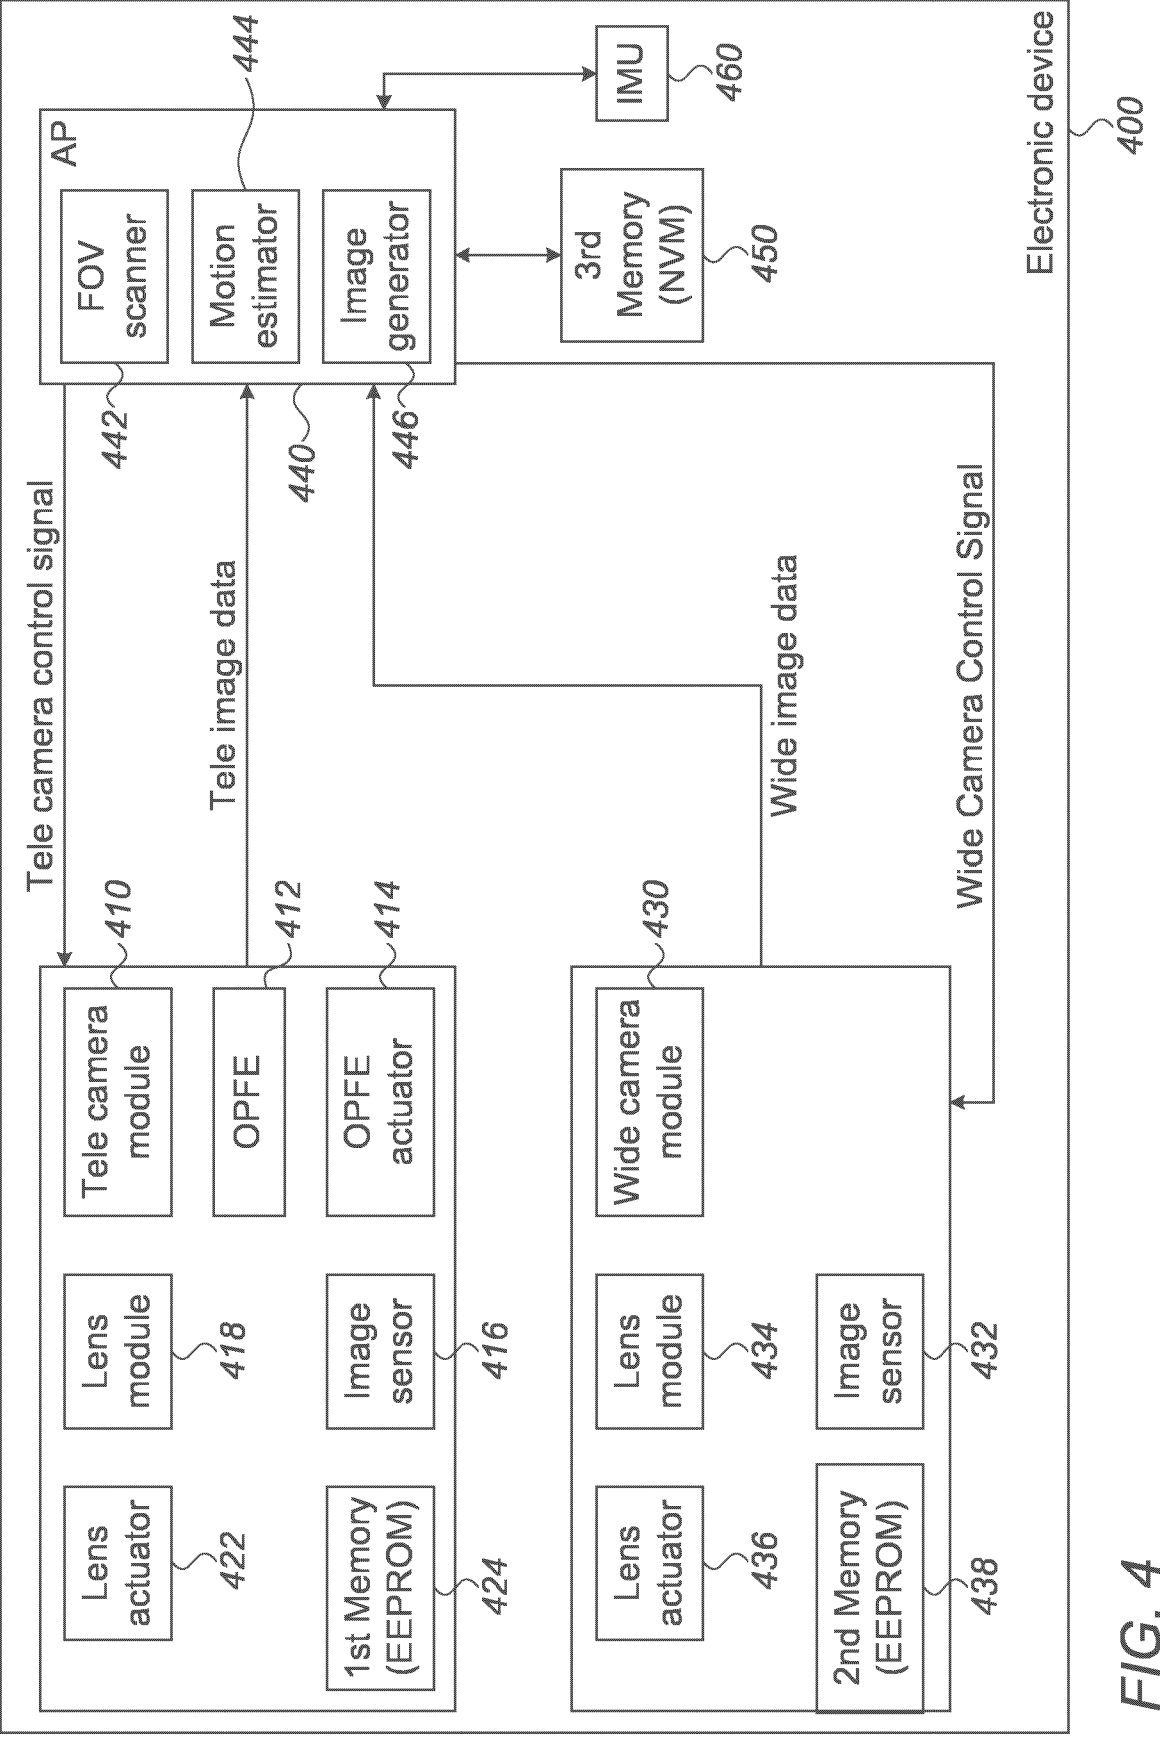 Lens
actuator
422
Lens
module
418
Tele camera
module
410
OPFE
412
1st Memory
(EEPROM)
424
Image
sensor
416
OPFE
actuator
414
Tele camera control signal
Tele image data
AP
FOV
scanner
442
Motion
estimator
444
Image
generator
446
440
IMU
460
3rd
Memory
(NVM)
450
Lens
actuator
436
Lens
module
434
Wide camera
module
430
2nd Memory
(EEPROM)
438
Image
sensor
432
Wide image data
Wide Camera Control Signal
Electronic device
400
FIG. 4